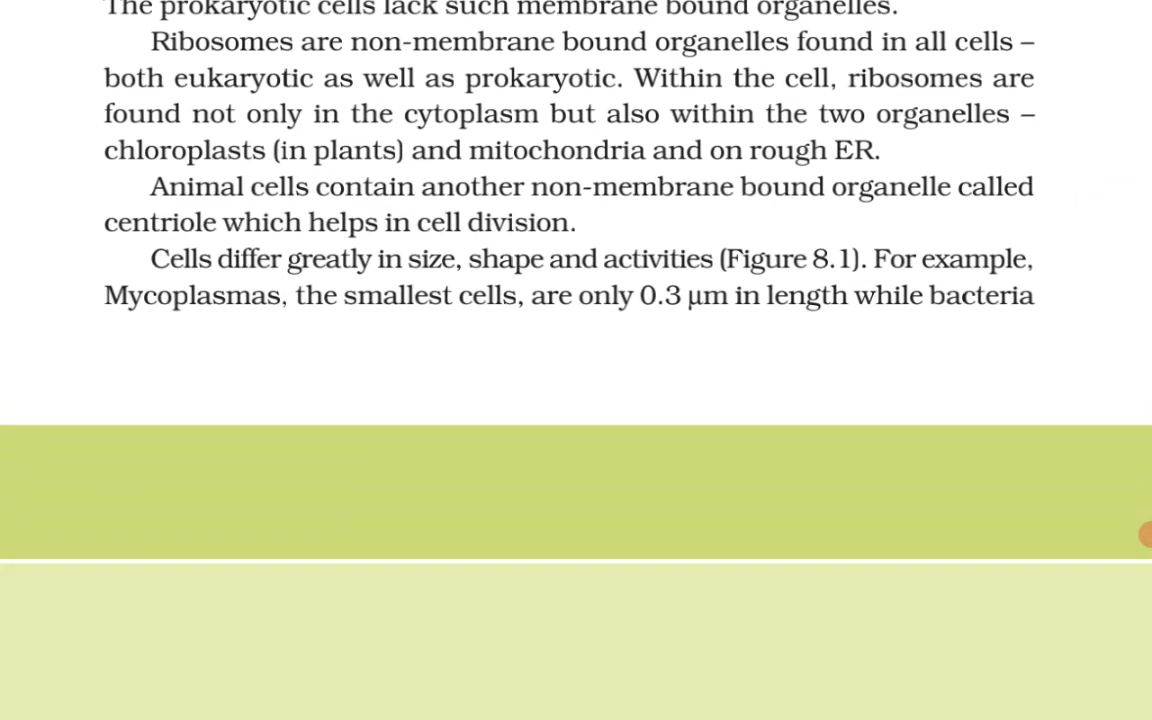 The prokaryotic cells lack such membrane bound organelles.
Ribosomes are non-membrane bound organelles found in all cells –
both eukaryotic as well as prokaryotic. Within the cell, ribosomes are
found not only in the cytoplasm but also within the two organelles –
chloroplasts (in plants) and mitochondria and on rough ER.
Animal cells contain another non-membrane bound organelle called
centriole which helps in cell division.
Cells differ greatly in size, shape and activities (Figure 8.1). For example,
Mycoplasmas, the smallest cells, are only 0.3 µm in length while bacteria